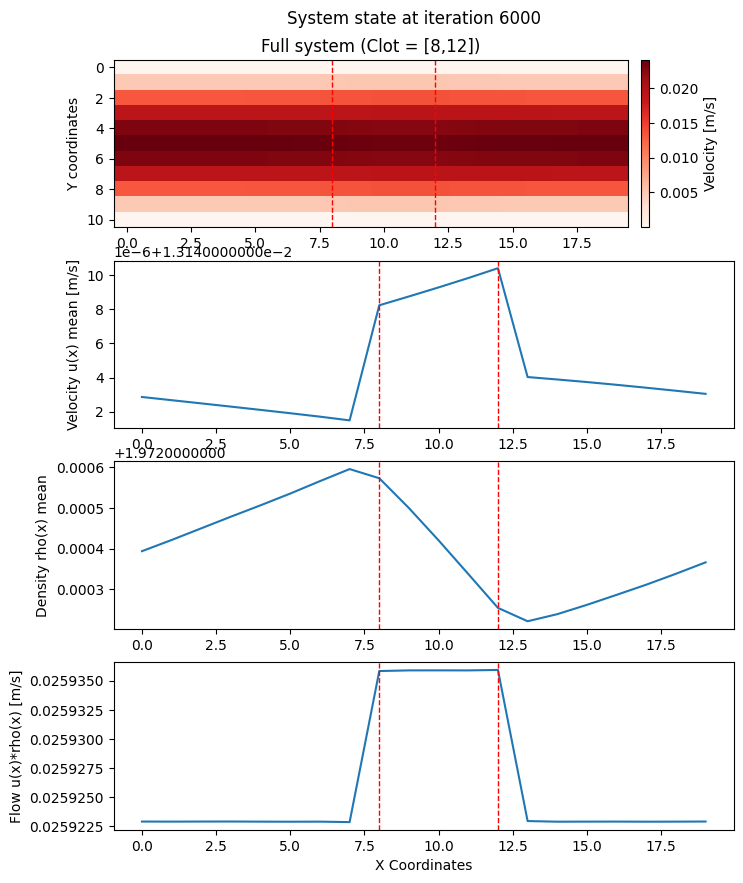 System state at iteration 6000
Full system (Clot = [8,12])
Y coordinates
0
2
4
6
8
10
0.0 2.5 5.0 7.5 10.0 12.5 15.0 17.5
0.020
0.015
0.010
0.005
Velocity [m/s]
1e-6+1.3140000000e-2
Velocity u(x) mean [m/s]
10
8
6
4
2
0.0 2.5 5.0 7.5 10.0 12.5 15.0 17.5
+1.9720000000
Density rho(x) mean
0.0006
0.0005
0.0004
0.0003
0.0 2.5 5.0 7.5 10.0 12.5 15.0 17.5
Flow u(x)*rho(x) [m/s]
0.0259350
0.0259325
0.0259300
0.0259275
0.0259250
0.0259225
0.0 2.5 5.0 7.5 10.0 12.5 15.0 17.5
X Coordinates